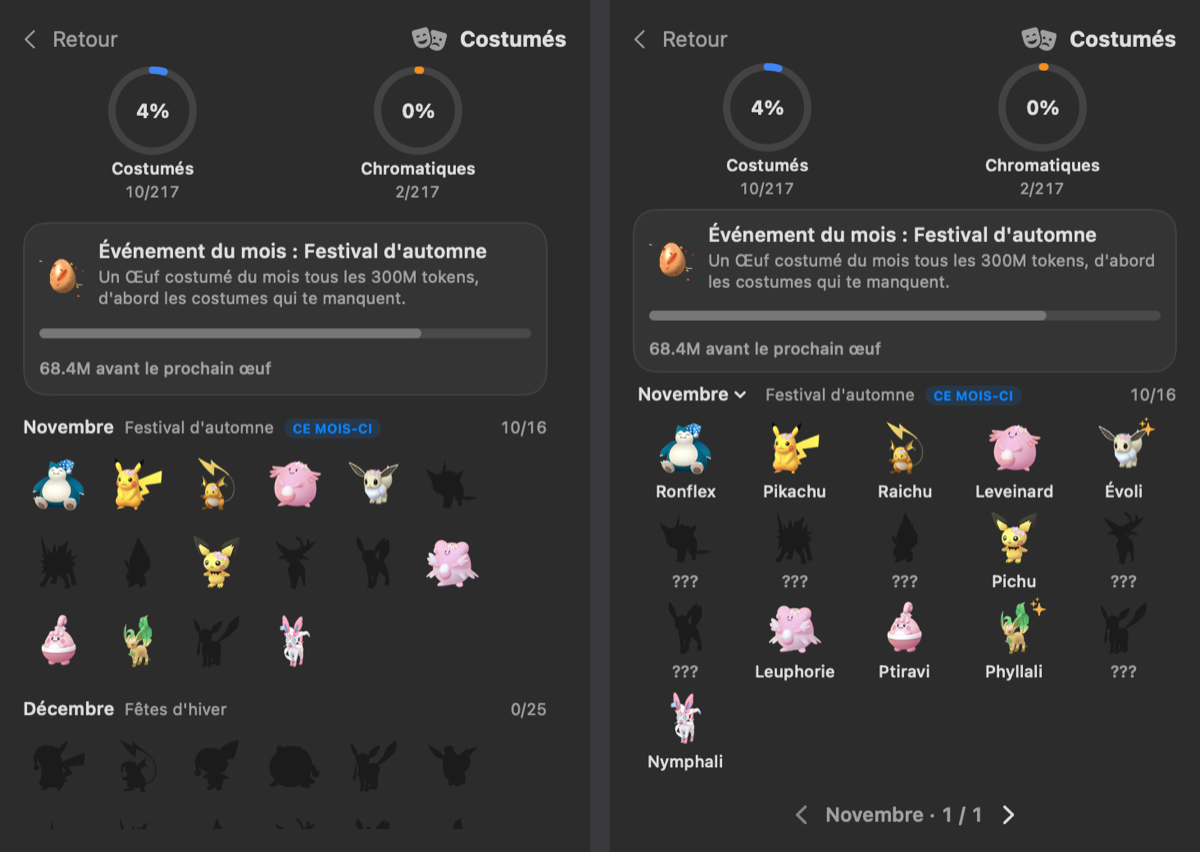 Retour
Costumés
4%
0%
Costumés
Chromatiques
10/217
2/217
Événement du mois : Festival d'automne
Un Œuf costumé du mois tous les 300M tokens,
d'abord les costumes qui te manquent.
68.4M avant le prochain œuf
Novembre Festival d'automne CE MOIS-CI 10/16
Décembre Fêtes d'hiver 0/25
Retour
Costumés
4%
0%
Costumés
Chromatiques
10/217
2/217
Événement du mois : Festival d'automne
Un Œuf costumé du mois tous les 300M tokens, d'abord
les costumes qui te manquent.
68.4M avant le prochain œuf
Novembre Festival d'automne CE MOIS-CI 10/16
Ronflex Pikachu Raichu Leveinard Évoli
??? ??? ??? Pichu ???
??? Leuphorie Ptiravi Phyllali ???
Nymphali
Novembre · 1 / 1